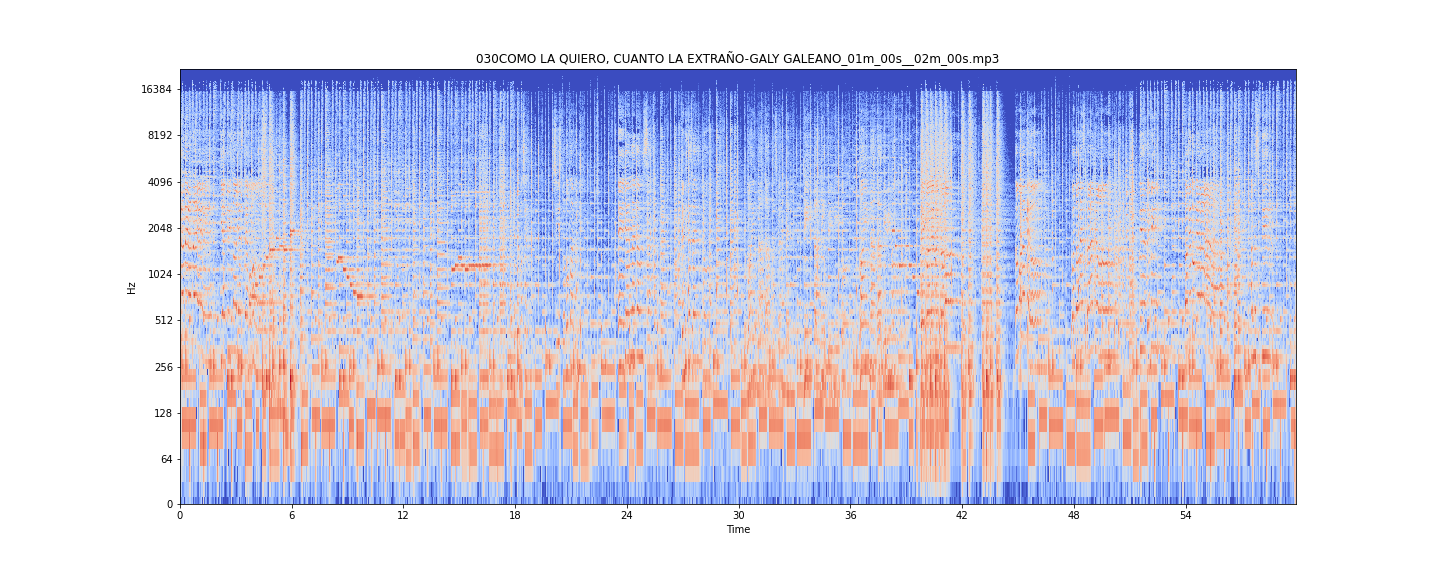 030COMO LA QUIERO, CUANTO LA EXTRAÑO-GALY GALEANO_01m_00s__02m_00s.mp3
16384
8192
4096
2048
1024
512
256
128
64
0
Hz
0 6 12 18 24 30 36 42 48 54
Time